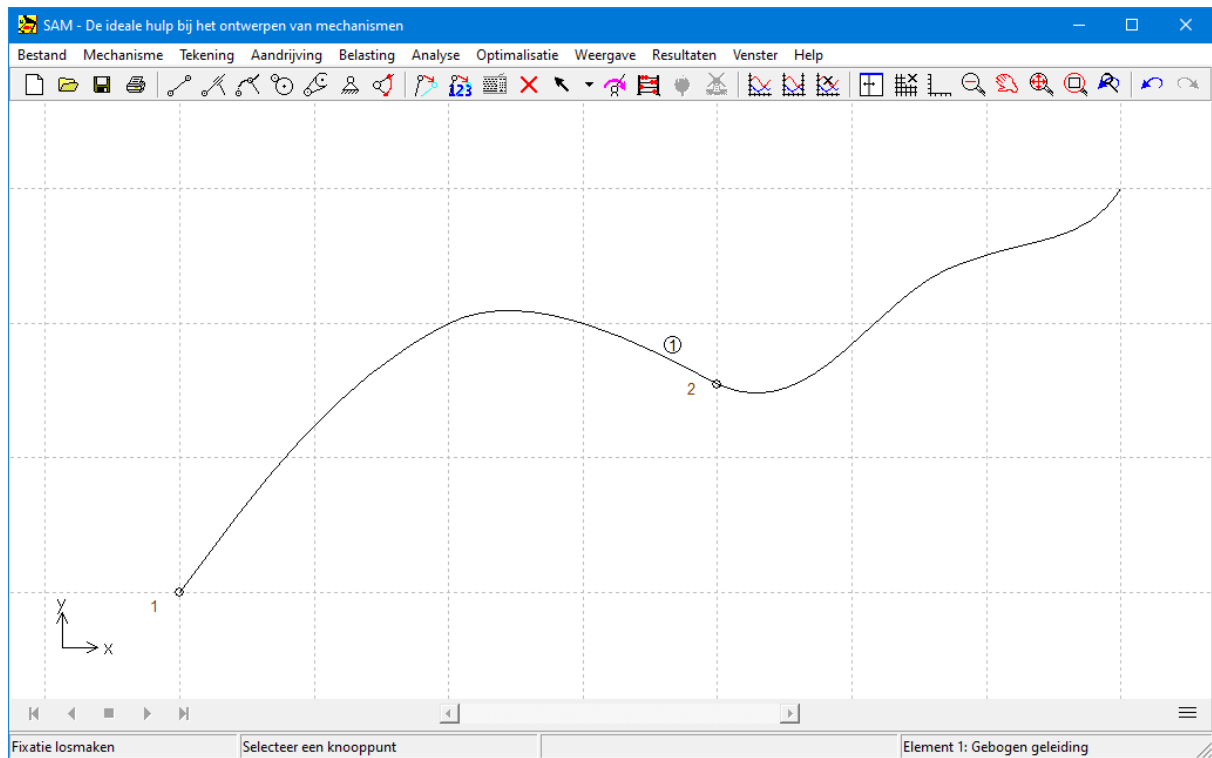 SAM - De ideale hulp bij het ontwerpen van mechanismen
Bestand Mechanisme Tekening Aandrijving Belasting Analyse Optimalisatie Weergave Resultaten Venster Help
123
1
2
1
y
x
Fixatie losmaken Selecteer een knooppunt Element 1: Gebogen geleiding